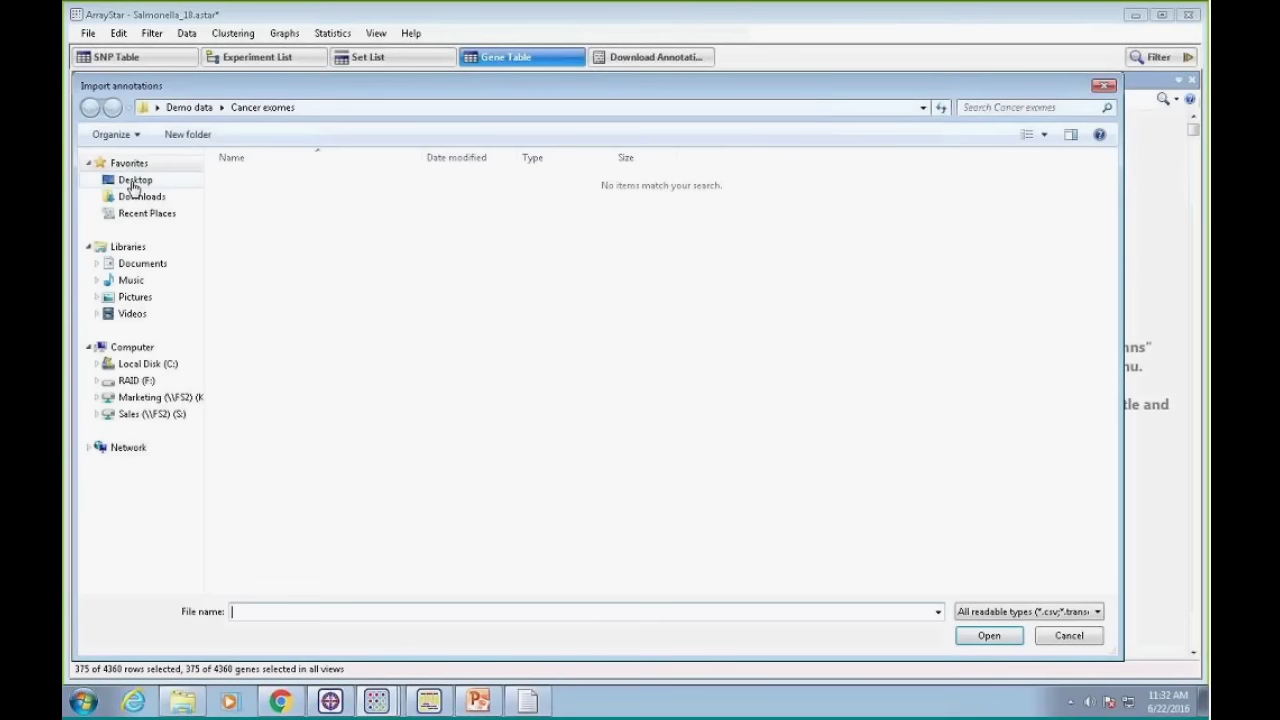 ArrayStar - Salmonella_18.astar*
File Edit Filter Data Clustering Graphs Statistics View Help
SNP Table Experiment List Set List Gene Table Download Annotati... Filter
Import annotations
Demo data Cancer exomes Search Cancer exomes
Organize New folder
Name Date modified Type Size
No items match your search.
Favorites
Desktop
Downloads
Recent Places
Libraries
Documents
Music
Pictures
Videos
Computer
Local Disk (C:)
RAID (F:)
Marketing (\\FS2) (K
Sales (\\FS2) (S:)
Network
nns"
nu.
tle and
File name: All readable types (*.csv;*.trans
Open Cancel
375 of 4360 rows selected, 375 of 4360 genes selected in all views
11:32 AM
6/22/2016